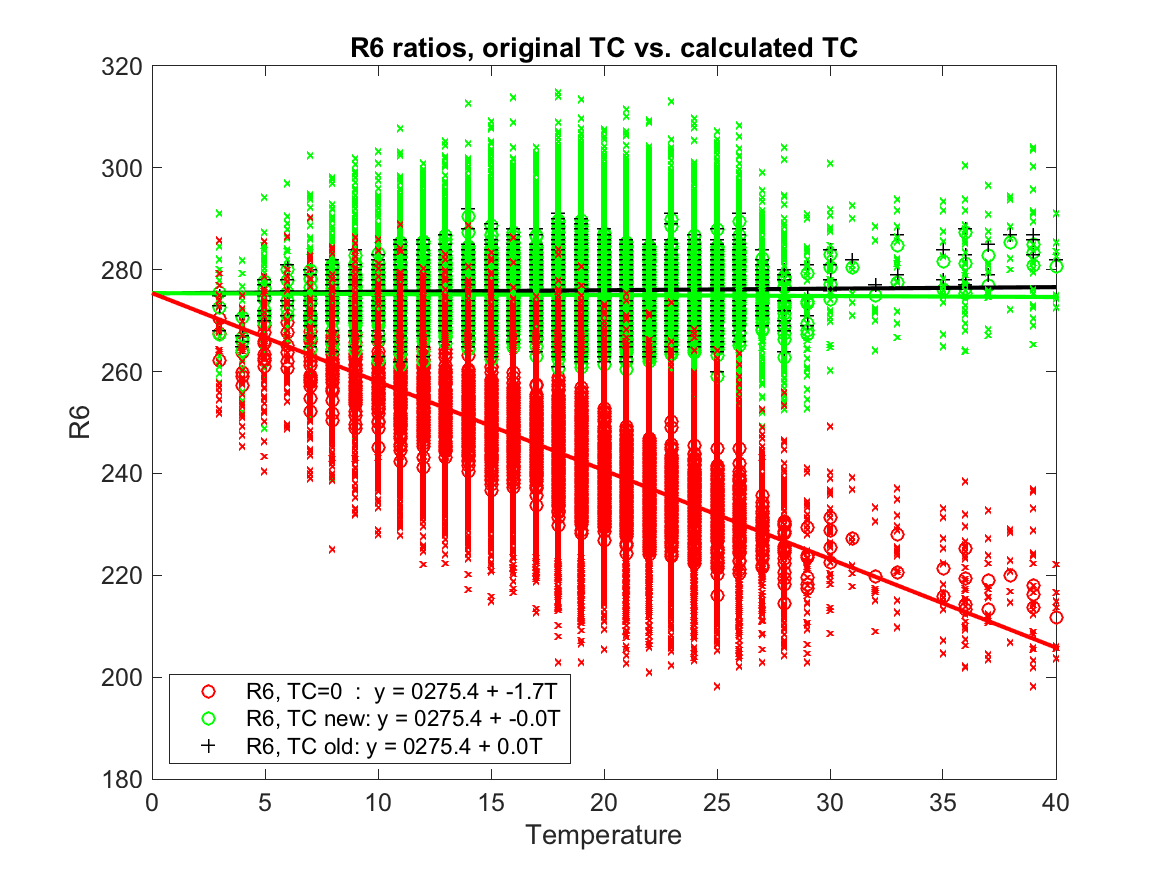 R6 ratios, original TC vs. calculated TC
320
300
280
260
240
220
200
180
R6
R6, TC=0  :  y = 0275.4 + -1.7T
R6, TC new: y = 0275.4 + -0.0T
R6, TC old: y = 0275.4 + 0.0T
0 5 10 15 20 25 30 35 40
Temperature